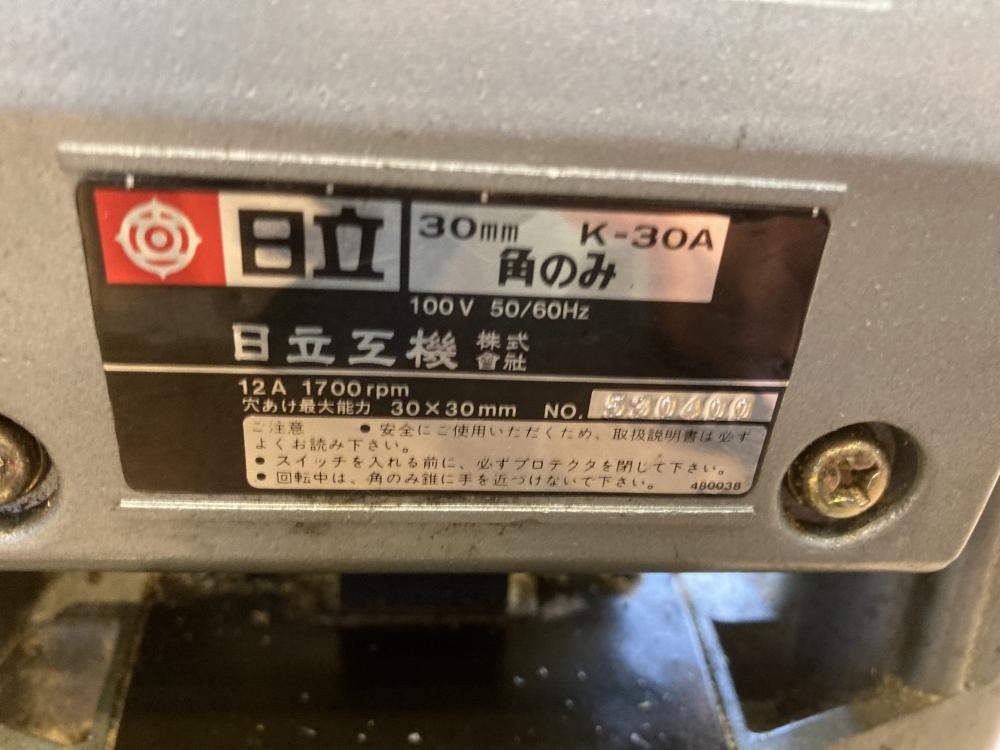 日立
30mm K-30A
角のみ
100V 50/60Hz
日立工機 株式會社
12A 1700rpm
穴あけ最大能力 30×30mm NO. 530400
ご注意 ●安全にご使用いただくため、取扱説明書は必ず
よくお読み下さい。
●スイッチを入れる前に、必ずプロテクタを閉じて下さい。
●回転中は、角のみ錐に手を近づけないで下さい。
480038